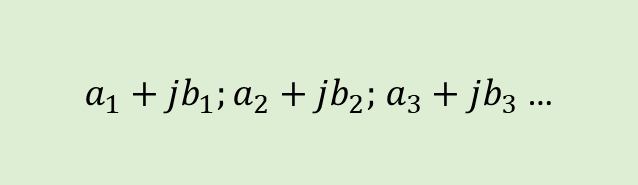 a₁ + jb₁; a₂ + jb₂; a₃ + jb₃ ...